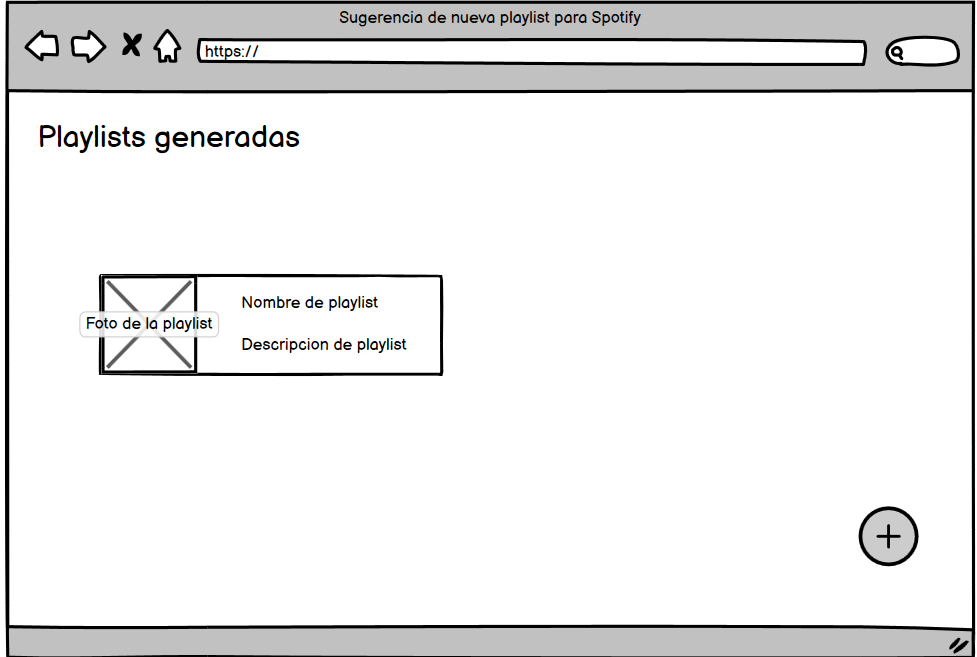 Sugerencia de nueva playlist para Spotify
https://
Playlists generadas
Nombre de playlist
Foto de la playlist
Descripcion de playlist